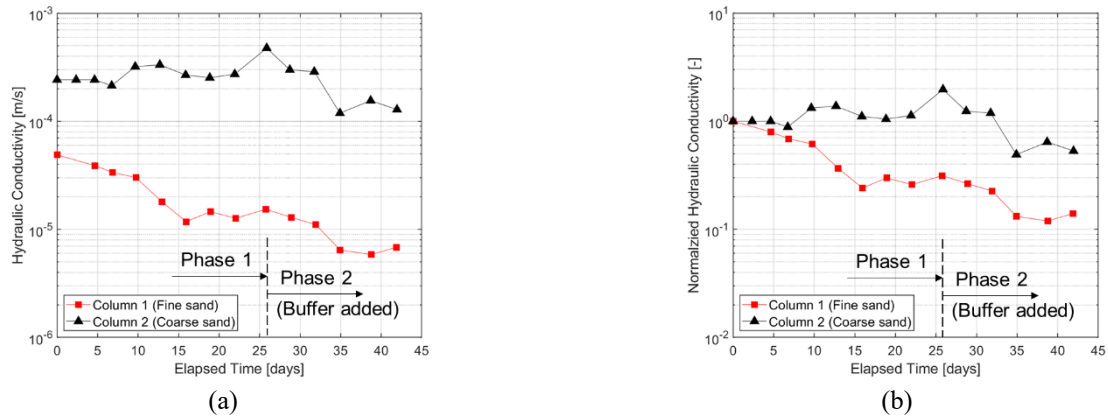 (a)
Hydraulic Conductivity [m/s]
10^-3
10^-4
10^-5
10^-6
Phase 1
Phase 2
(Buffer added)
Column 1 (Fine sand)
Column 2 (Coarse sand)
0 5 10 15 20 25 30 35 40 45
Elapsed Time [days]
(a)
(b)
Normalzied Hydraulic Conductivity [-]
10^1
10^0
10^-1
10^-2
Phase 1
Phase 2
(Buffer added)
Column 1 (Fine sand)
Column 2 (Coarse sand)
0 5 10 15 20 25 30 35 40 45
Elapsed Time [days]
(b)